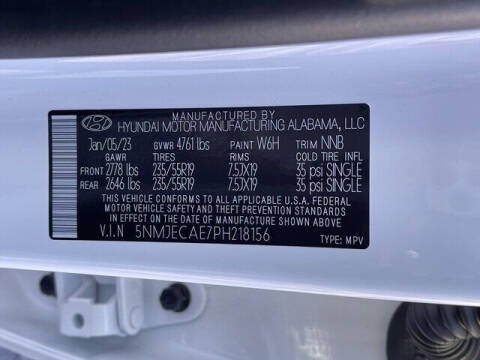 MANUFACTURED BY
HYUNDAI MOTOR MANUFACTURING ALABAMA, LLC
Jan/05/23 GVWR 4761 lbs PAINT W6H TRIM NNB
GAWR TIRES RIMS COLD TIRE INFL.
FRONT 2778 lbs 235/55R19 7.5JX19 35 psi SINGLE
REAR 2646 lbs 235/55R19 7.5JX19 35 psi SINGLE
THIS VEHICLE CONFORMS TO ALL APPLICABLE U.S.A. FEDERAL
MOTOR VEHICLE SAFETY AND THEFT PREVENTION STANDARDS
IN EFFECT ON THE DATE OF MANUFACTURE SHOWN ABOVE.
V.I.N 5NMJECAE7PH218156 TYPE: MPV